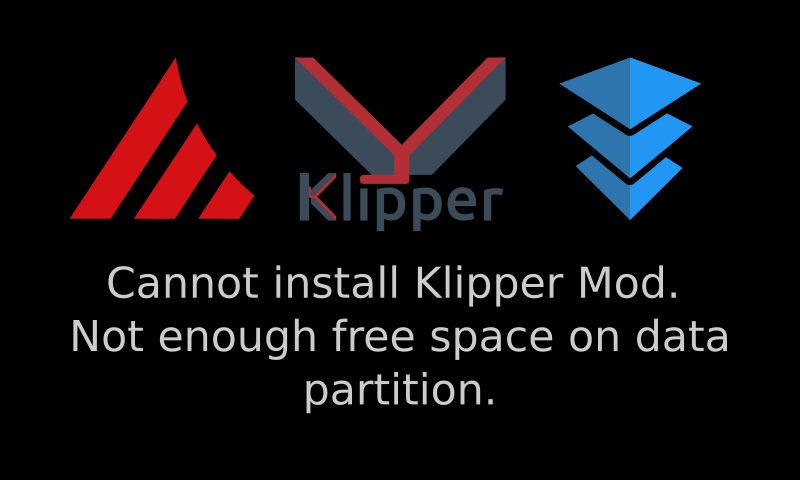 Klipper
Cannot install Klipper Mod.
Not enough free space on data
partition.